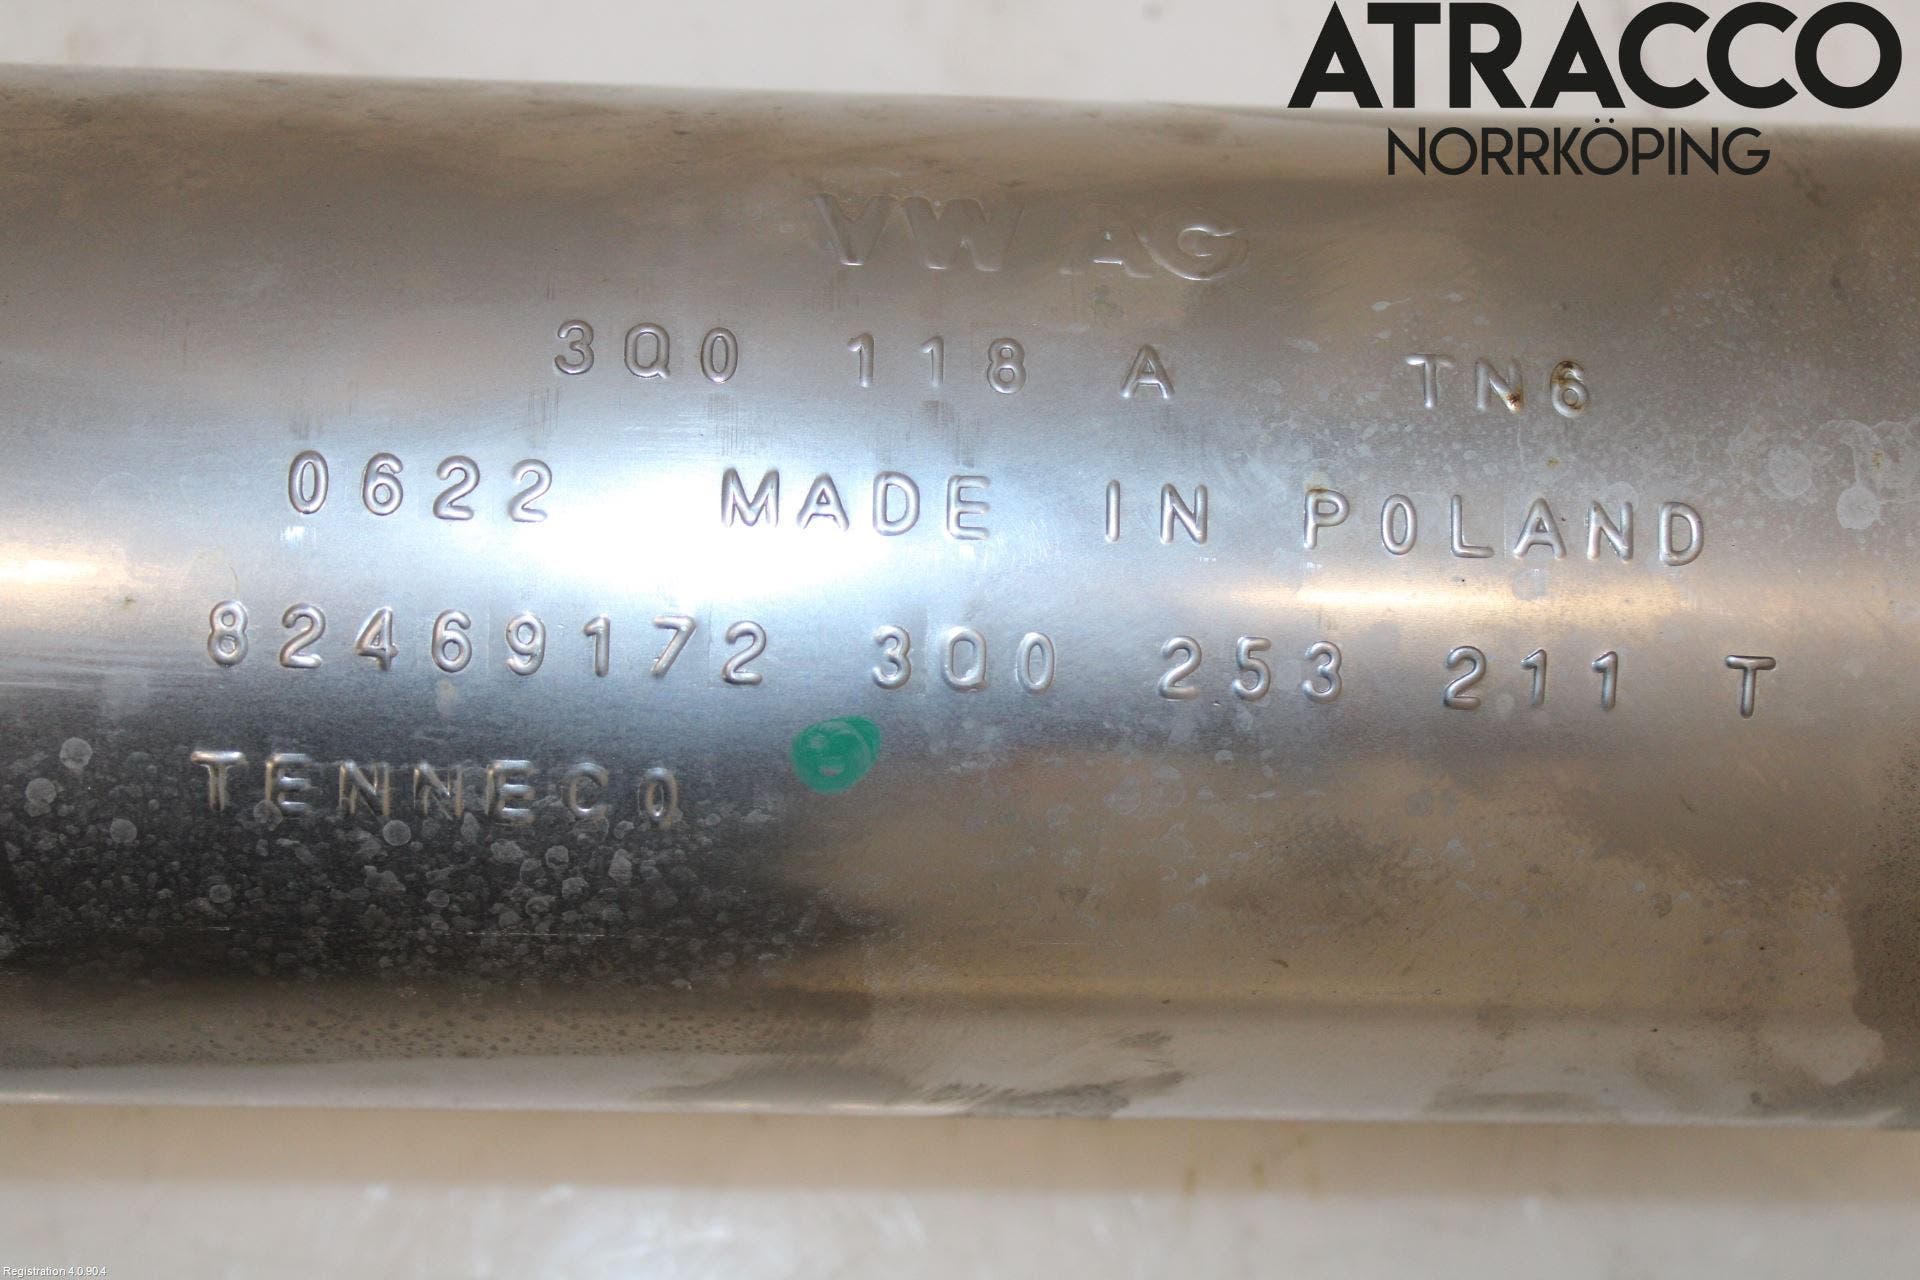 ATRACCO
NORRKÖPING
VW AG
3Q0 118 A TN6
0622 MADE IN POLAND
82469172 3Q0 253 211 T
TENNECO
Registration 4.0.90.4